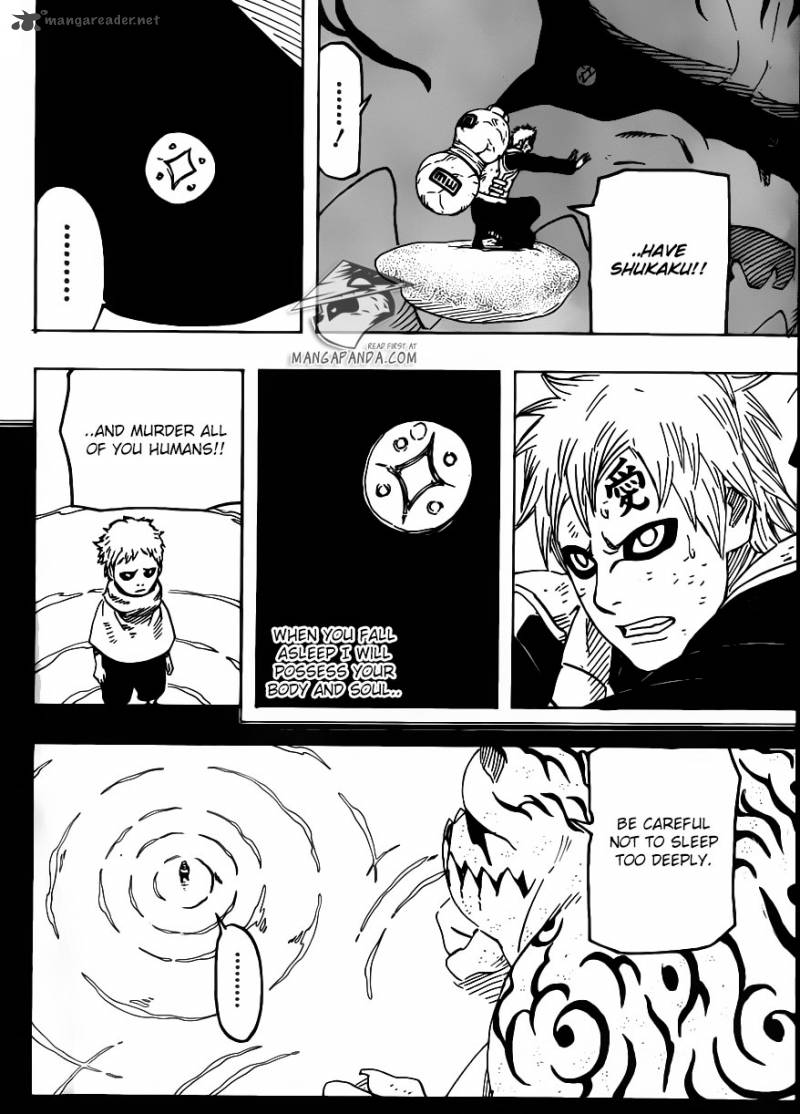 mangareader.net
.......!
..HAVE
SHUKAKU!!
........
READ FIRST AT
MANGAPANDA.COM
愛
WHEN YOU FALL
ASLEEP I WILL
POSSESS YOUR
BODY AND SOUL..
..AND MURDER ALL
OF YOU HUMANS!!
BE CAREFUL
NOT TO SLEEP
TOO DEEPLY.
.......